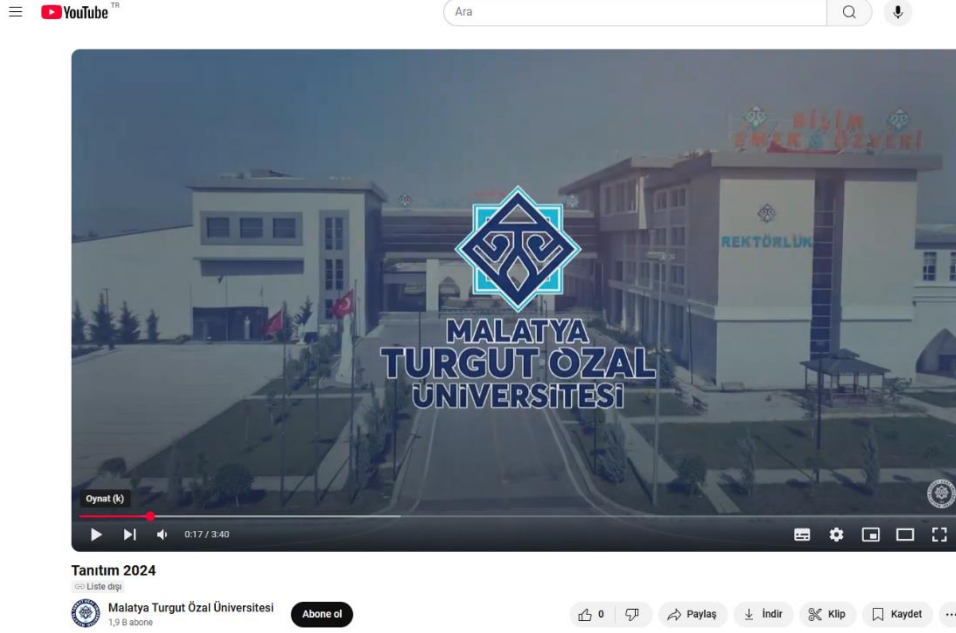 YouTube TR
Ara
BİLİM
EMEK & ÖZVERİ
REKTÖRLÜK
MALATYA
TURGUT ÖZAL
ÜNİVERSİTESİ
Oynat (k)
0:17 / 3:40
Tanıtım 2024
Liste dışı
Malatya Turgut Özal Üniversitesi
1,9 B abone
Abone ol
0
Paylaş
İndir
Klip
Kaydet